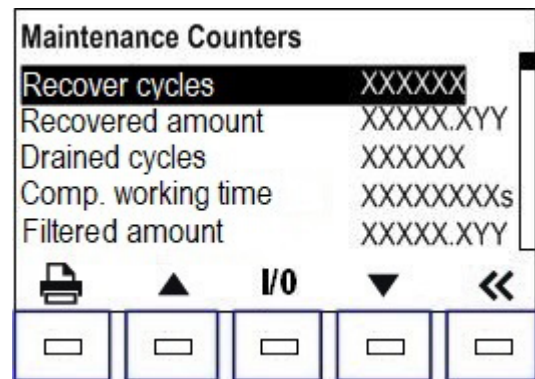 Maintenance Counters
Recover cycles XXXXXX
Recovered amount XXXXX.XYY
Drained cycles XXXXXX
Comp. working time XXXXXXXXs
Filtered amount XXXXX.XYY
I/0